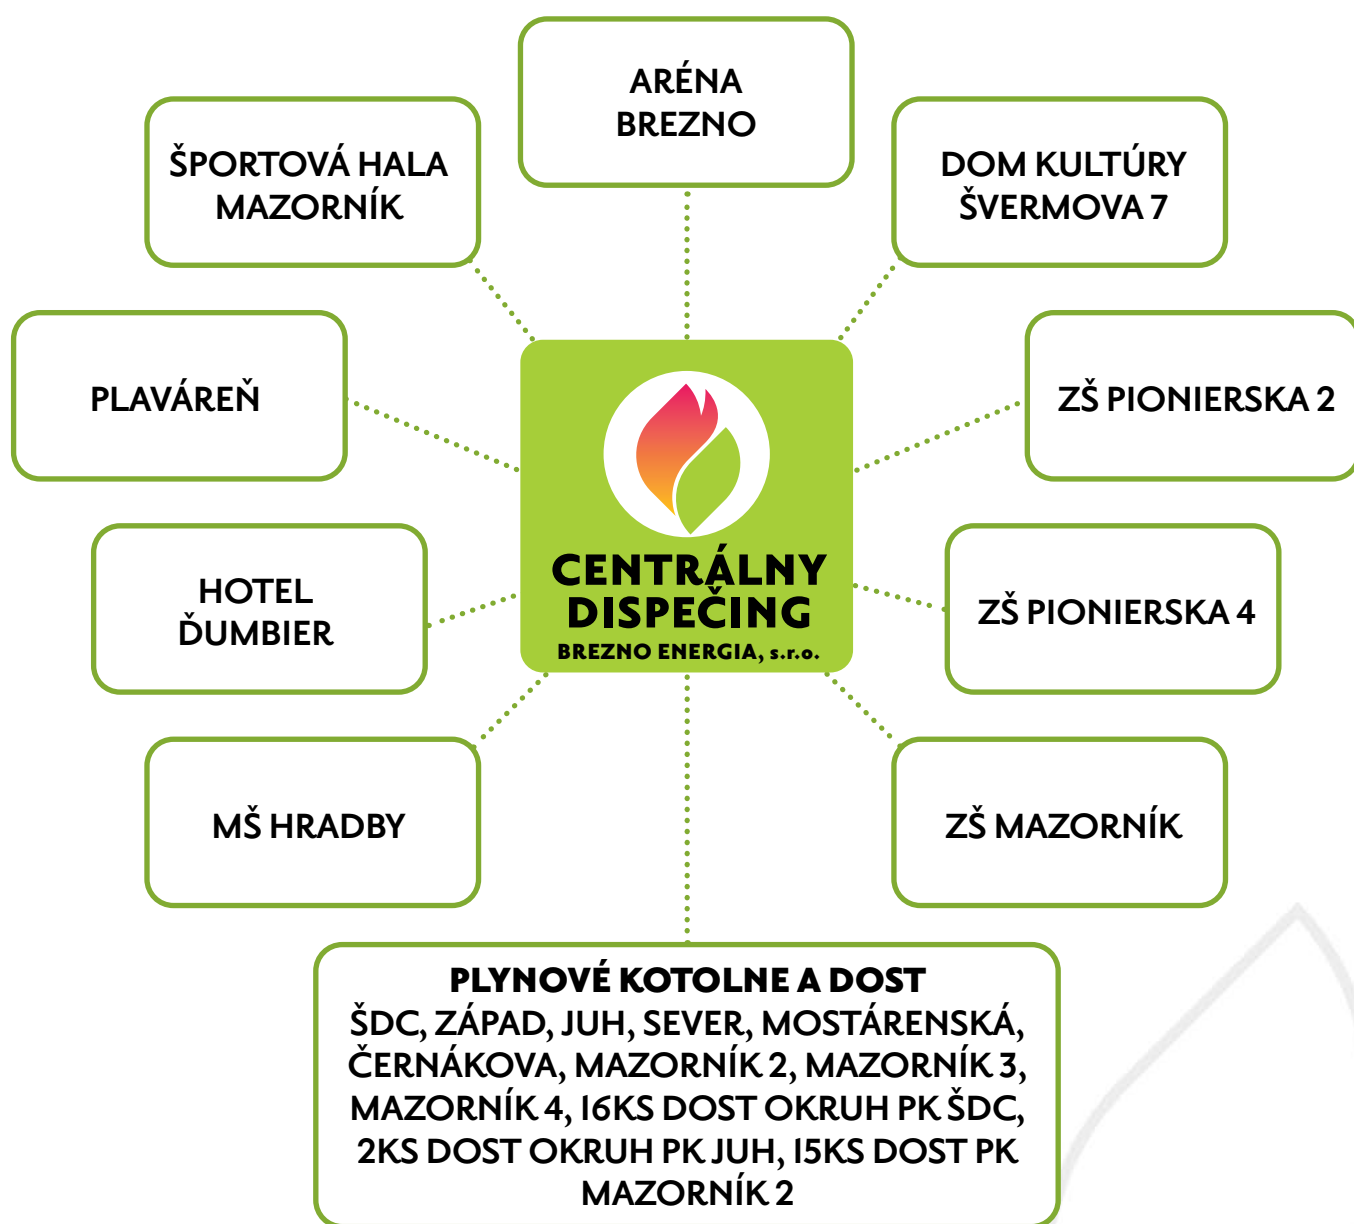 ARÉNA
BREZNO
ŠPORTOVÁ HALA
MAZORNÍK
DOM KULTÚRY
ŠVERMOVA 7
PLAVÁREŇ
ZŠ PIONIERSKA 2
CENTRÁLNY
DISPEČING
BREZNO ENERGIA, s.r.o.
HOTEL
ĎUMBIER
ZŠ PIONIERSKA 4
MŠ HRADBY
ZŠ MAZORNÍK
PLYNOVÉ KOTOLNE A DOST
ŠDC, ZÁPAD, JUH, SEVER, MOSTÁRENSKÁ,
ČERNÁKOVA, MAZORNÍK 2, MAZORNÍK 3,
MAZORNÍK 4, 16KS DOST OKRUH PK ŠDC,
2KS DOST OKRUH PK JUH, 15KS DOST PK
MAZORNÍK 2